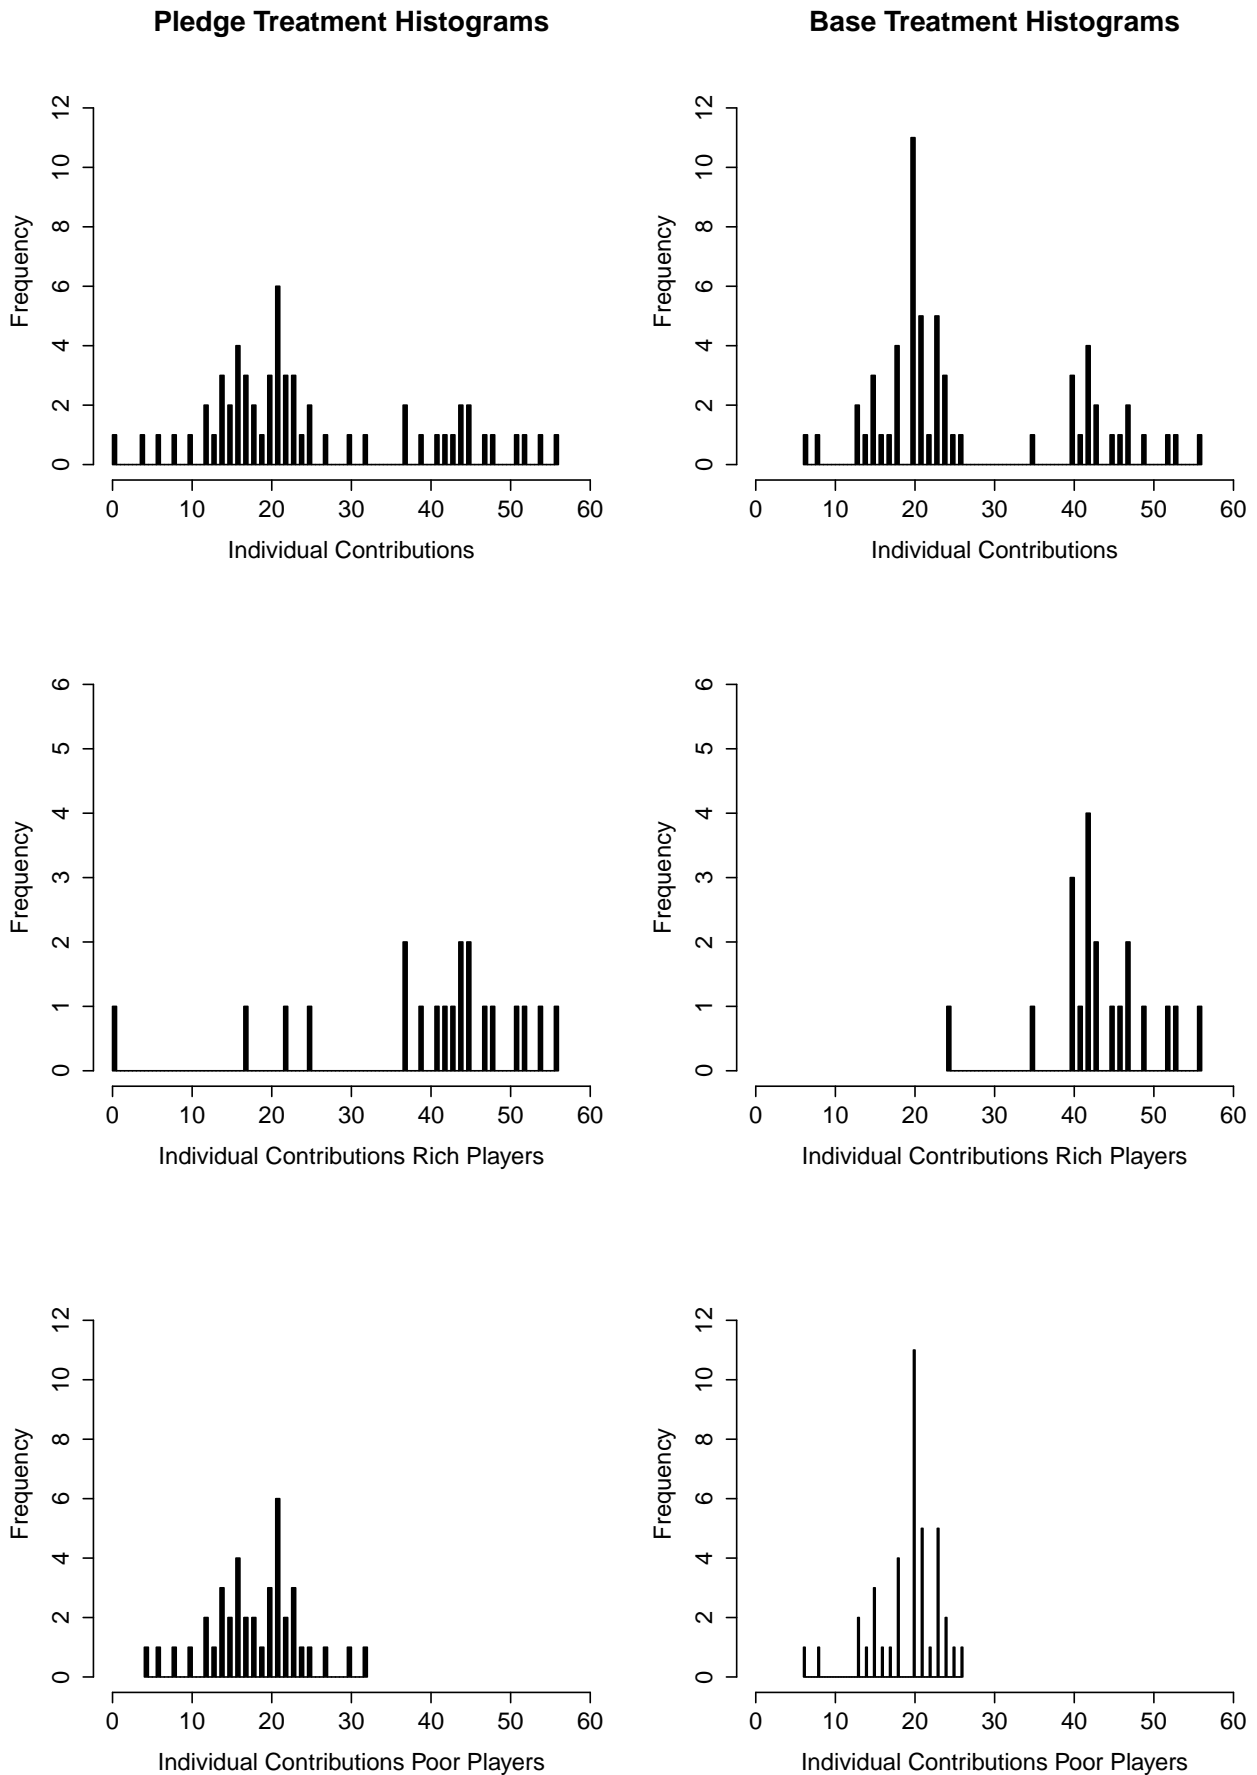 Pledge Treatment Histograms
Base Treatment Histograms
Frequency
0 2 4 6 8 10 12
0 10 20 30 40 50 60
Individual Contributions
Frequency
0 2 4 6 8 10 12
0 10 20 30 40 50 60
Individual Contributions
Frequency
0 1 2 3 4 5 6
0 10 20 30 40 50 60
Individual Contributions Rich Players
Frequency
0 1 2 3 4 5 6
0 10 20 30 40 50 60
Individual Contributions Rich Players
Frequency
0 2 4 6 8 10 12
0 10 20 30 40 50 60
Individual Contributions Poor Players
Frequency
0 2 4 6 8 10 12
0 10 20 30 40 50 60
Individual Contributions Poor Players